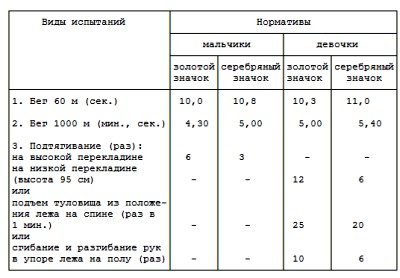 Виды испытаний Нормативы
мальчики девочки
золотой серебряный золотой серебряный
значок значок значок значок
1. Бег 60 м (сек.) 10,0 10,8 10,3 11,0
2. Бег 1000 м (мин., сек.) 4,30 5,00 5,00 5,40
3. Подтягивание (раз):
на высокой перекладине 6 3 - -
на низкой перекладине
(высота 95 см) - - 12 6
или
подъем туловища из положе-
ния лежа на спине (раз в
1 мин.) - - 25 20
или
сгибание и разгибание рук
в упоре лежа на полу (раз) - - 10 6